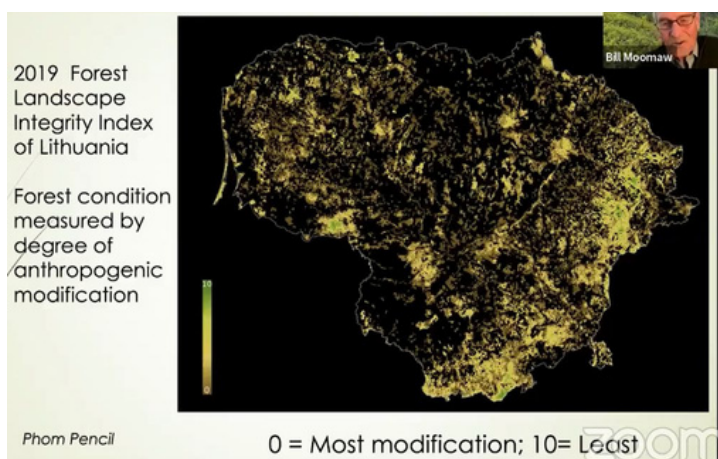 2019 Forest
Landscape
Integrity Index
of Lithuania
Forest condition
measured by
degree of
anthropogenic
modification
Bill Moomaw
10
0
Phom Pencil
0 = Most modification; 10= Least
zoom